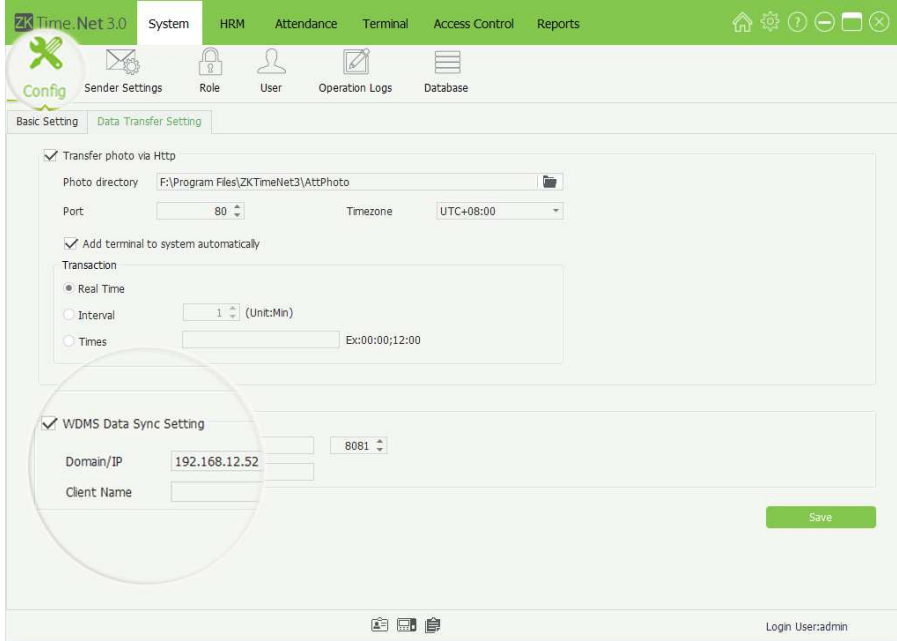 ZKTime.Net 3.0 System HRM Attendance Terminal Access Control Reports
Config Sender Settings Role User Operation Logs Database
Basic Setting Data Transfer Setting
Transfer photo via Http
Photo directory F:\Program Files\ZKTimeNet3\AttPhoto
Port 80 Timezone UTC+08:00
Add terminal to system automatically
Transaction
Real Time
Interval 1 (Unit:Min)
Times Ex:00:00;12:00
WDMS Data Sync Setting
Domain/IP 192.168.12.52 8081
Client Name
Save
Login User:admin